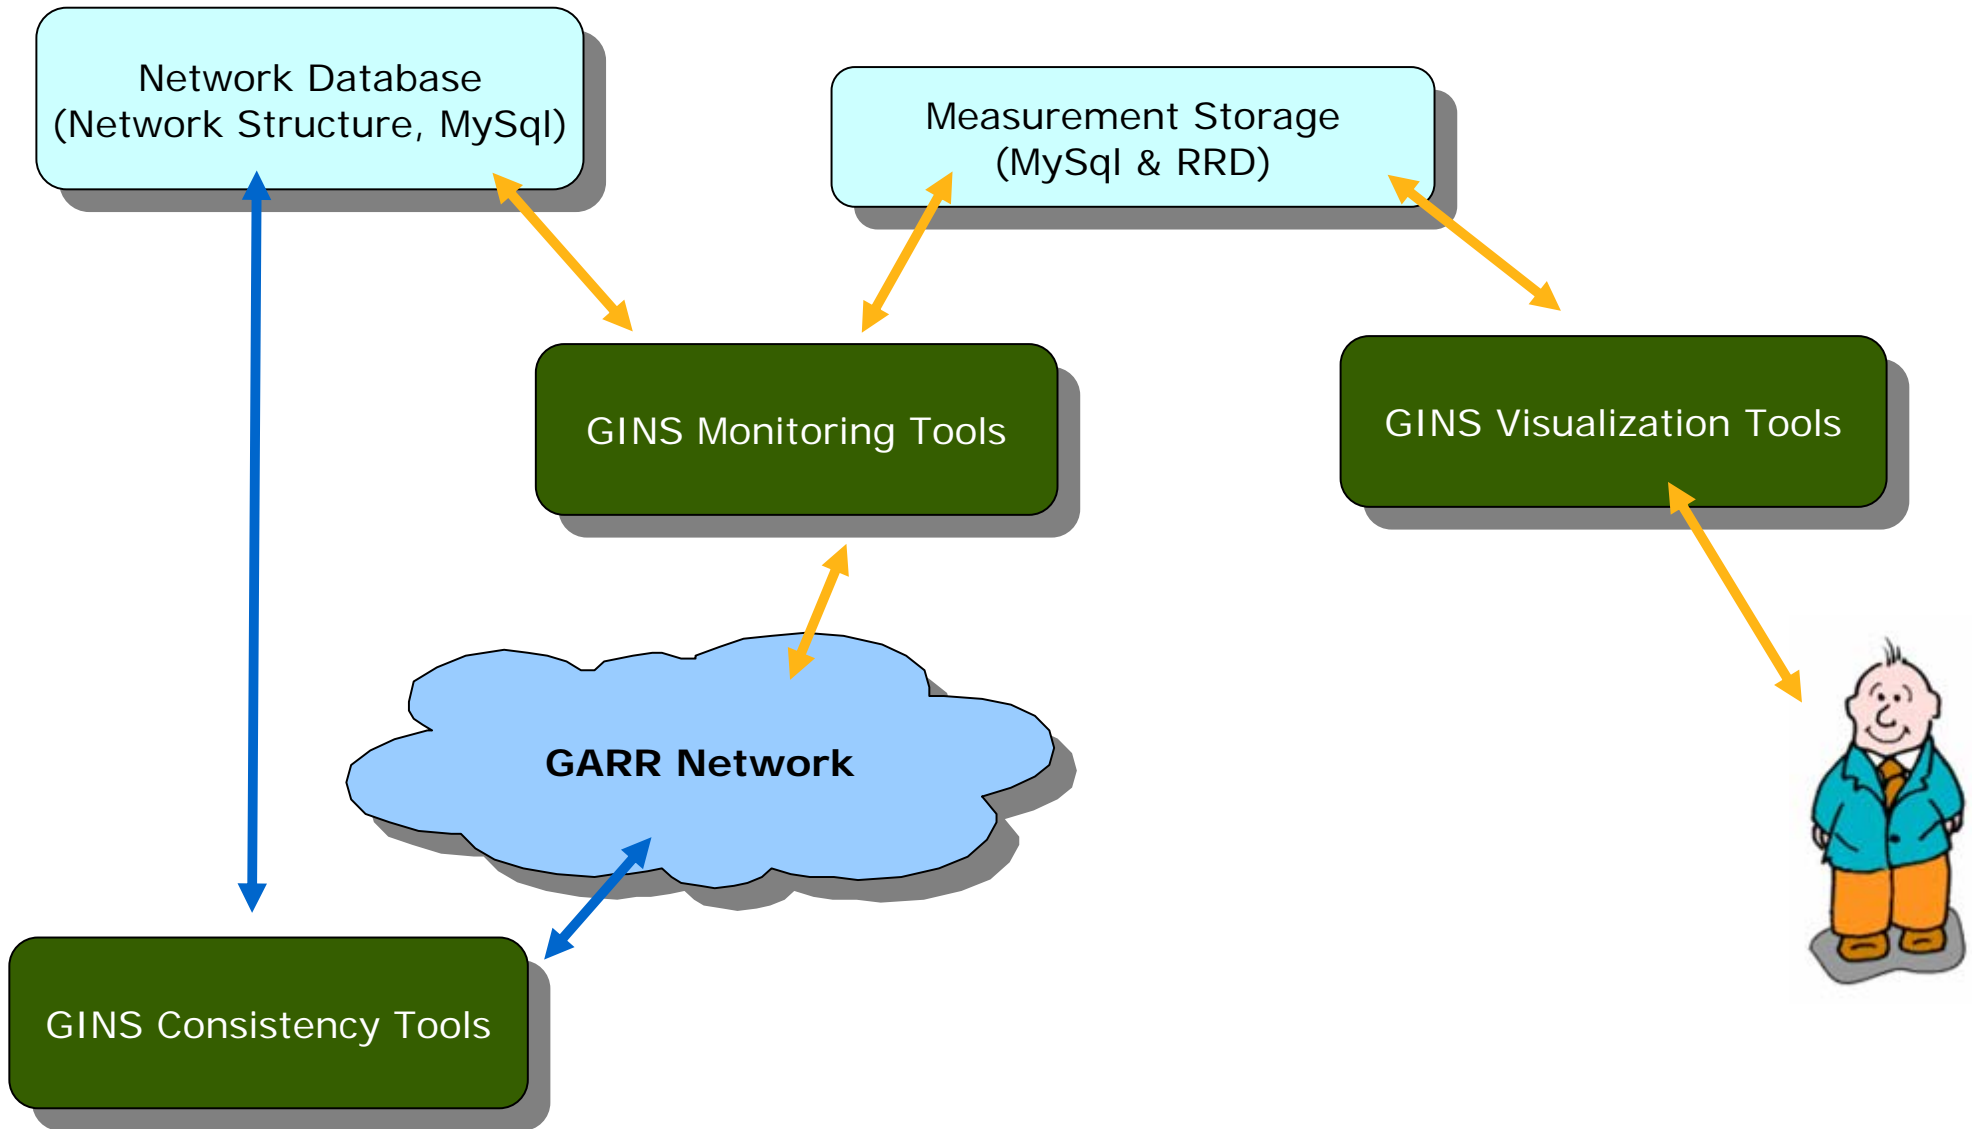 Network Database
(Network Structure, MySql)
Measurement Storage
(MySql & RRD)
GINS Monitoring Tools
GINS Visualization Tools
GARR Network
GINS Consistency Tools